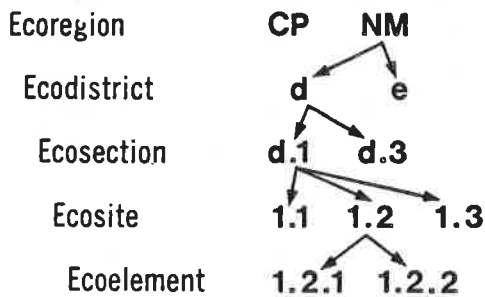 Ecoregion CP NM
Ecodistrict d e
Ecosection d.1 d.3
Ecosite 1.1 1.2 1.3
Ecoelement 1.2.1 1.2.2